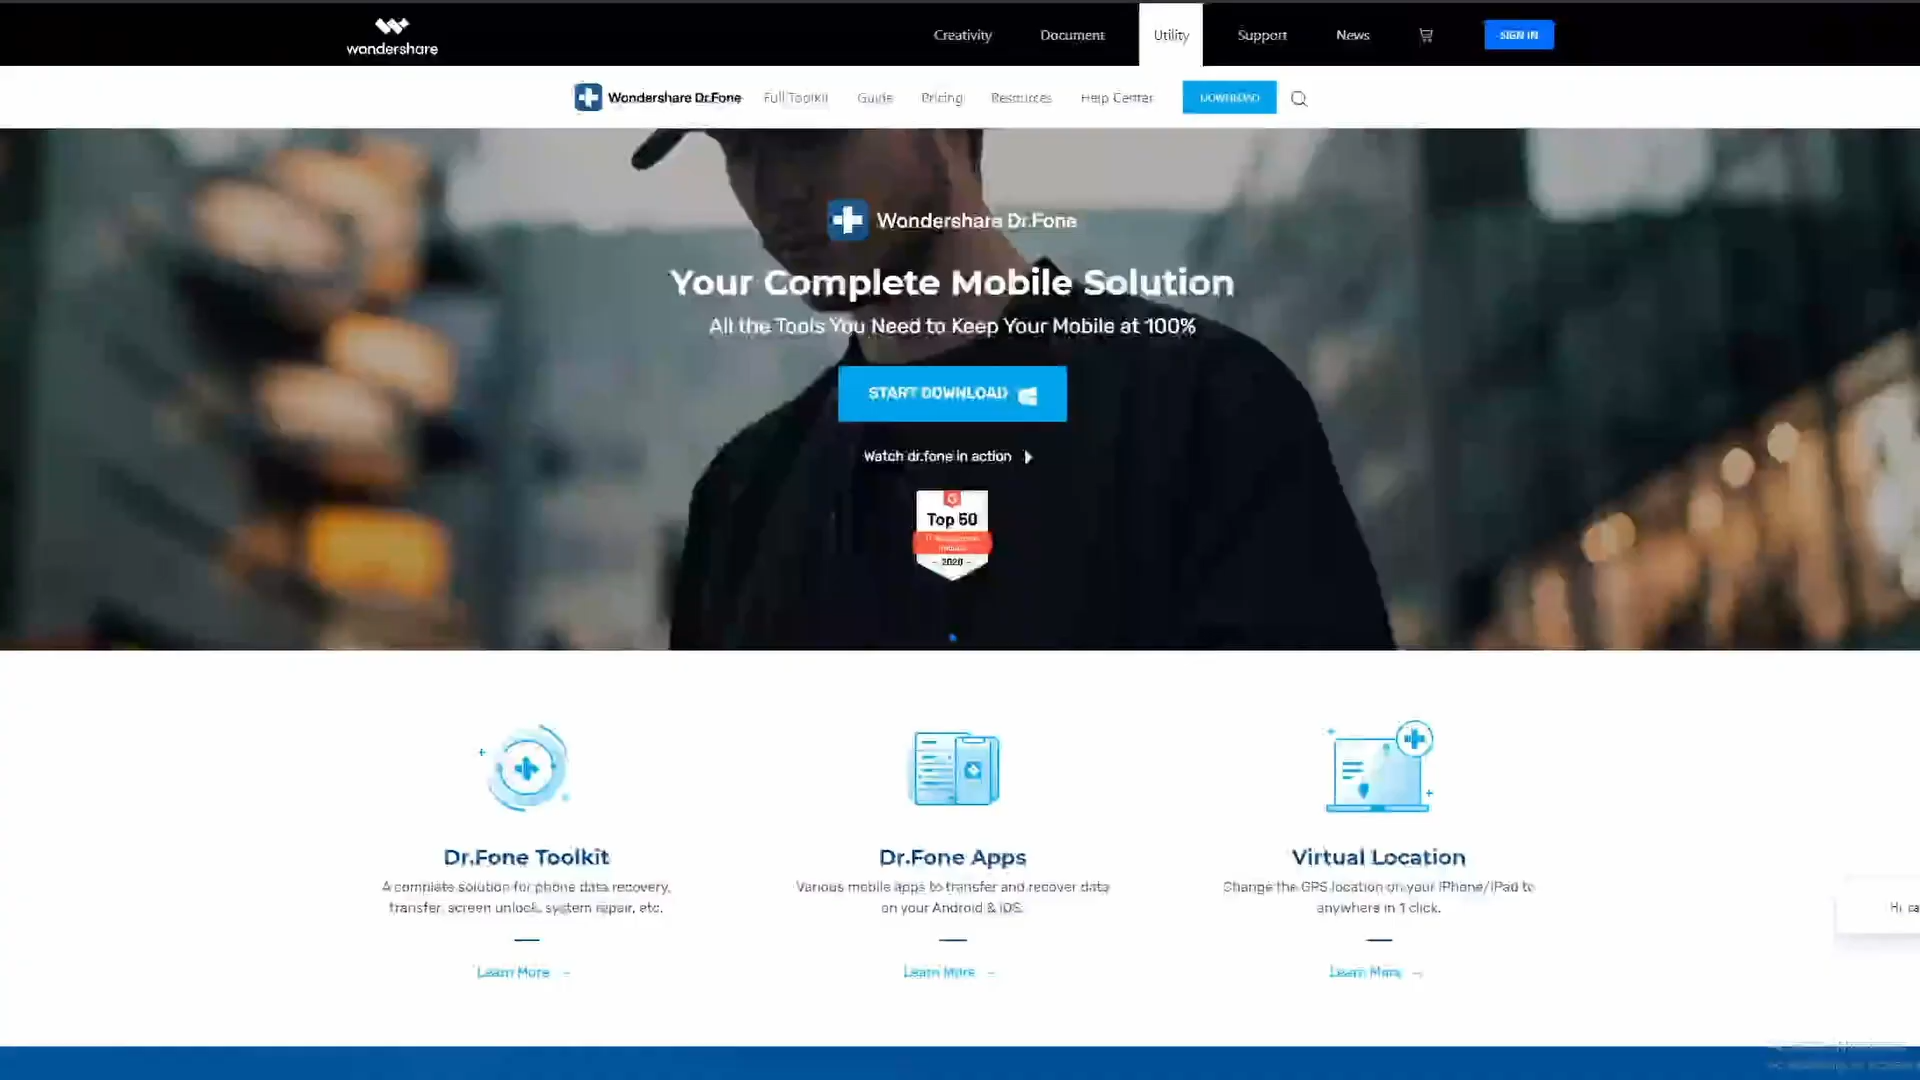 wondershare
Creativity Document Utility Support News SIGN IN
Wondershare Dr.Fone Full Toolkit Guide Pricing Resources Help Center DOWNLOAD
Wondershare Dr.Fone
Your Complete Mobile Solution
All the Tools You Need to Keep Your Mobile at 100%
START DOWNLOAD
Watch dr.fone in action
Top 50
2020
Dr.Fone Toolkit
A complete solution for phone data recovery,
transfer, screen unlock, system repair, etc.
Learn More
Dr.Fone Apps
Various mobile apps to transfer and recover data
on your Android & iOS.
Learn More
Virtual Location
Change the GPS location on your iPhone/iPad to
anywhere in 1 click.
Learn More
Hi, ca